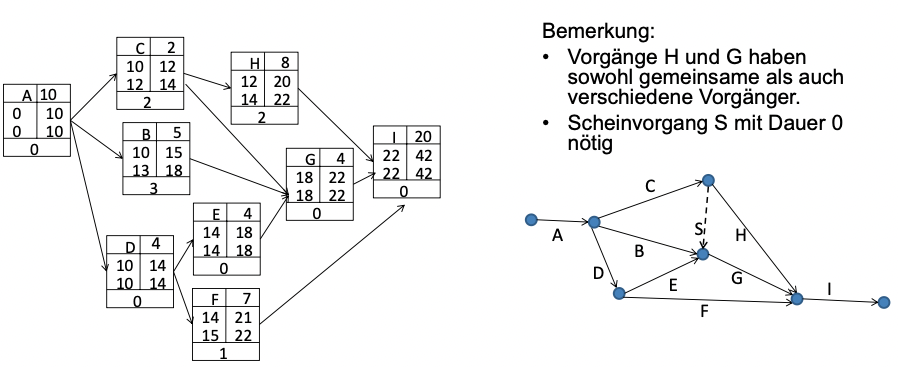 A 10
0 10
0 10
0
C 2
10 12
12 14
2
B 5
10 15
13 18
3
D 4
10 14
10 14
0
H 8
12 20
14 22
2
E 4
14 18
14 18
0
F 7
14 21
15 22
1
G 4
18 22
18 22
0
I 20
22 42
22 42
0
Bemerkung:
• Vorgänge H und G haben
sowohl gemeinsame als auch
verschiedene Vorgänger.
• Scheinvorgang S mit Dauer 0
nötig
A
C
B
D
S
H
E
G
F
I